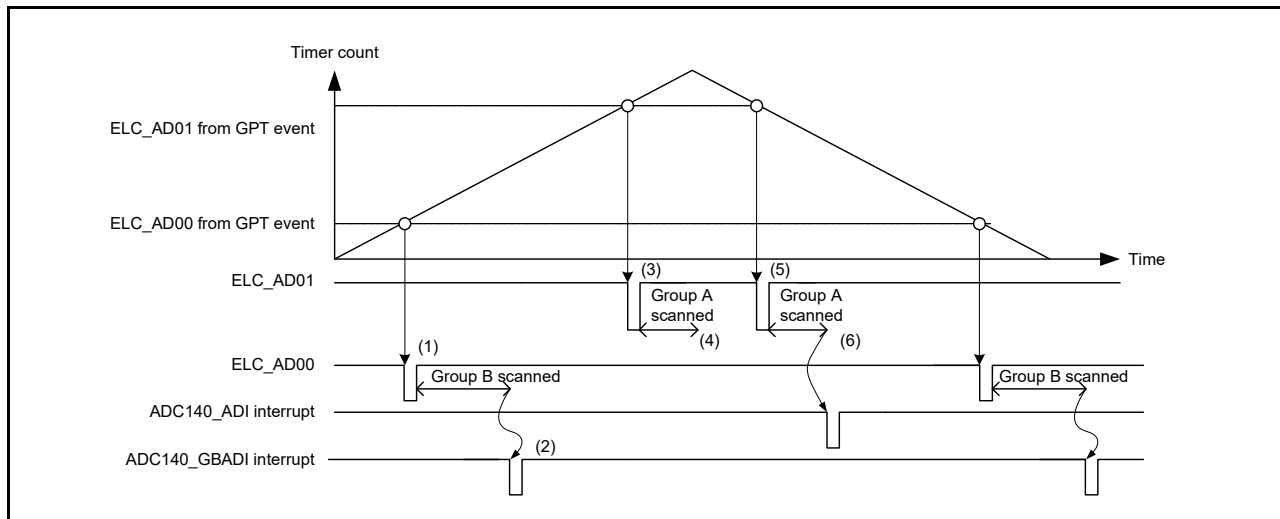 Timer count
ELC_AD01 from GPT event
ELC_AD00 from GPT event
Time
ELC_AD01
(3)
(5)
Group A
scanned
Group A
scanned
(4)
(6)
ELC_AD00
(1)
Group B scanned
Group B scanned
ADC140_ADI interrupt
ADC140_GBADI interrupt
(2)